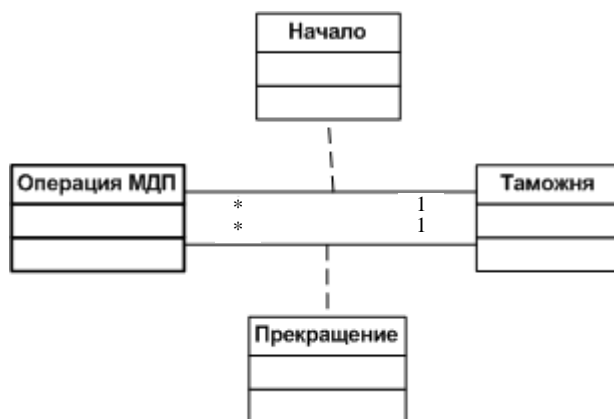 Начало
Операция МДП
Таможня
* 1
* 1
Прекращение